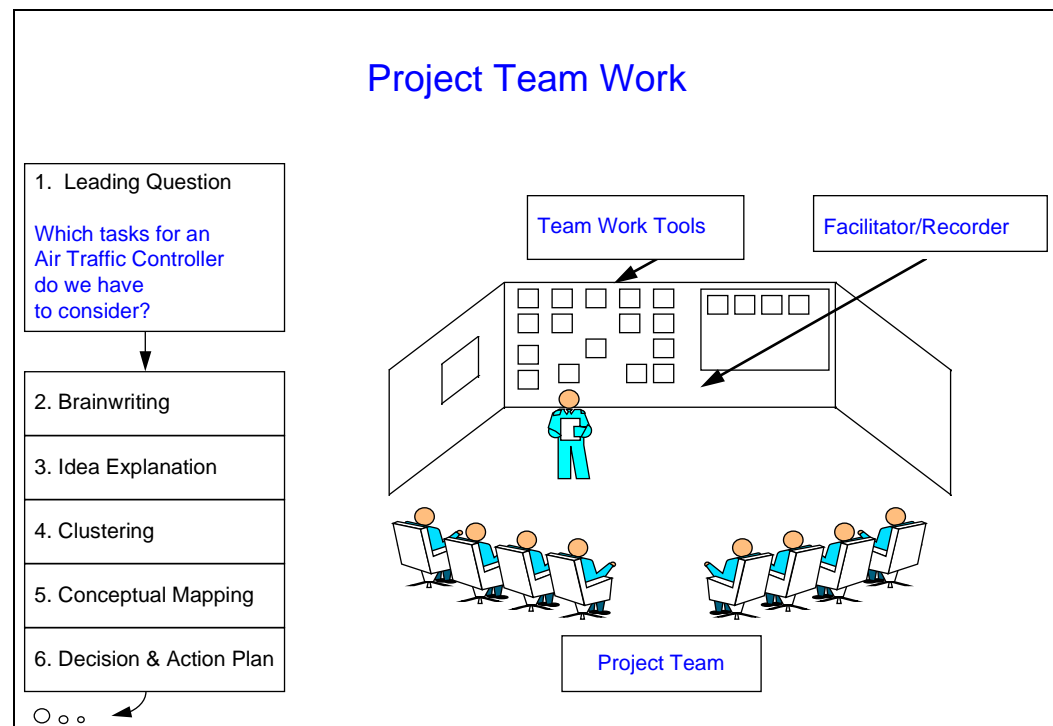 Project Team Work
1. Leading Question
Which tasks for an
Air Traffic Controller
do we have
to consider?
2. Brainwriting
3. Idea Explanation
4. Clustering
5. Conceptual Mapping
6. Decision & Action Plan
Team Work Tools
Facilitator/Recorder
Project Team